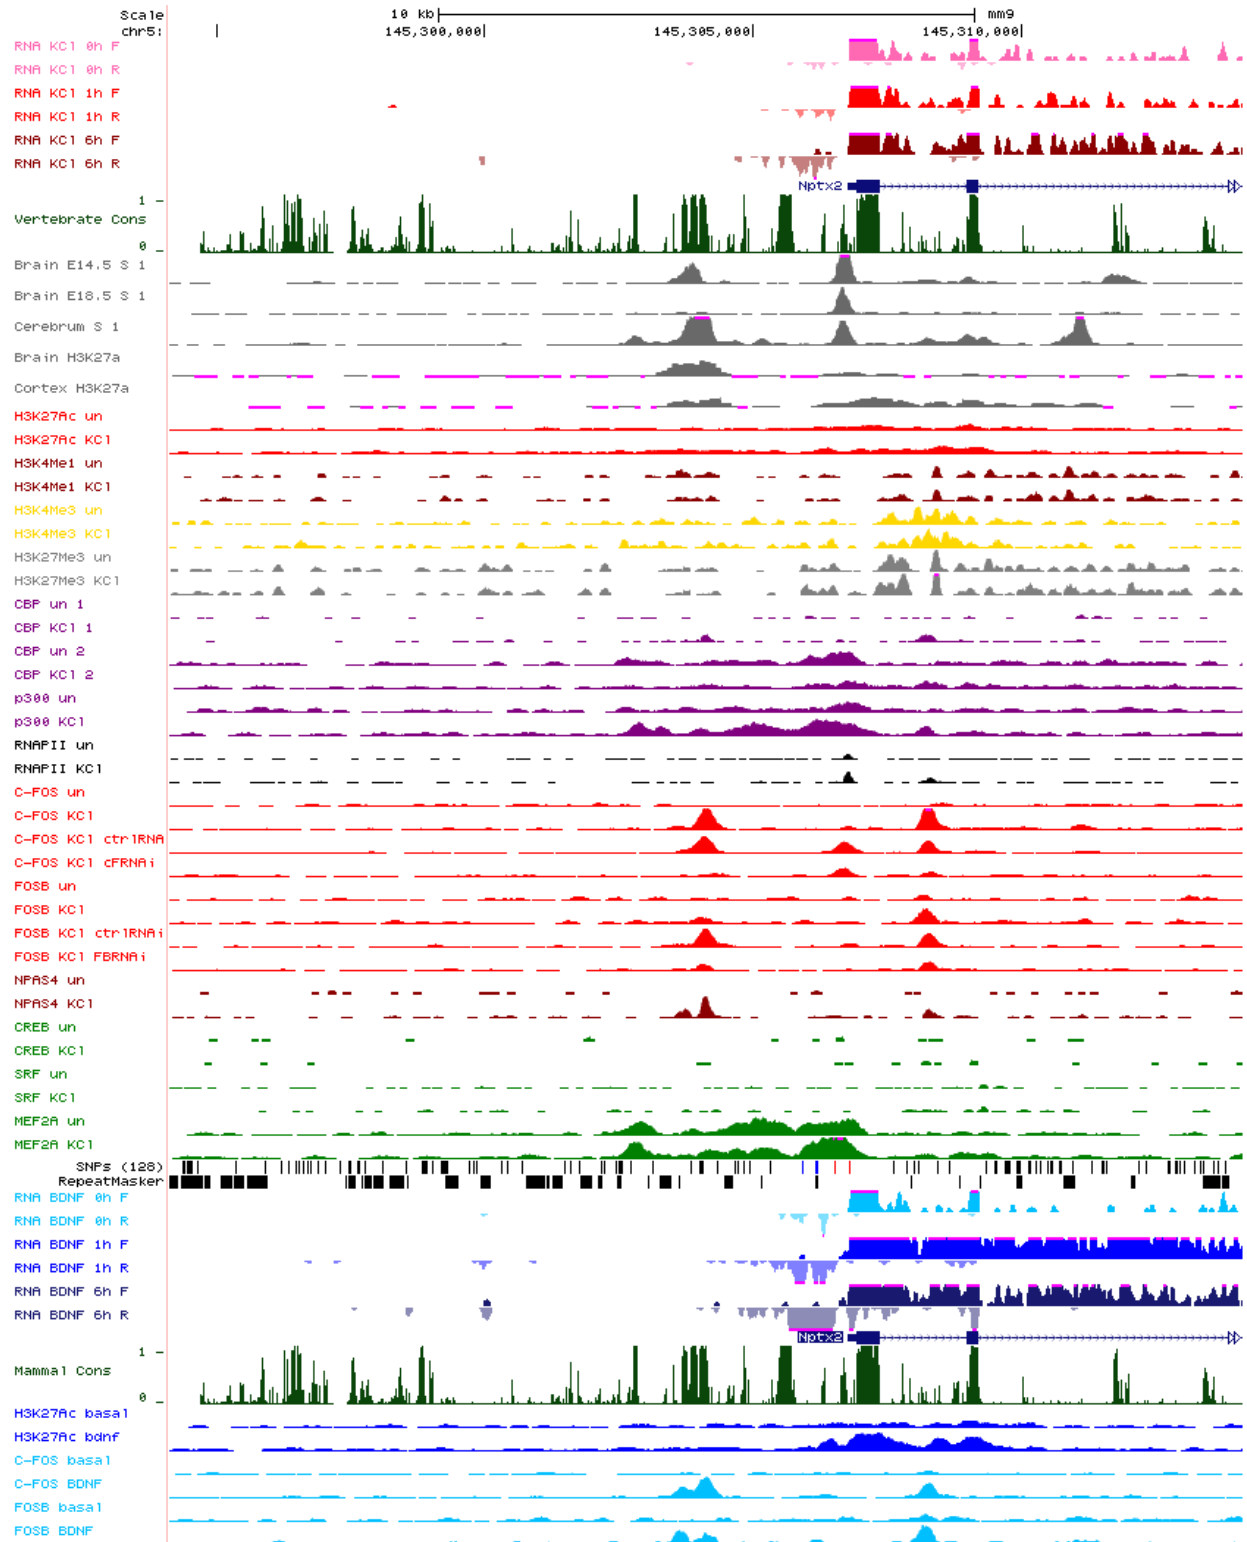 Scale 10 kb mm9
chr5: 145,300,000 145,305,000 145,310,000
RNA KCl 0h F
RNA KCl 0h R
RNA KCl 1h F
RNA KCl 1h R
RNA KCl 6h F
RNA KCl 6h R
Nptx2
1
Vertebrate Cons
0
Brain E14.5 S 1
Brain E18.5 S 1
Cerebrum S 1
Brain H3K27a
Cortex H3K27a
H3K27Ac un
H3K27Ac KCl
H3K4Me1 un
H3K4Me1 KCl
H3K4Me3 un
H3K4Me3 KCl
H3K27Me3 un
H3K27Me3 KCl
CBP un 1
CBP KCl 1
CBP un 2
CBP KCl 2
p300 un
p300 KCl
RNAPII un
RNAPII KCl
C-FOS un
C-FOS KCl
C-FOS KCl ctrlRNA
C-FOS KCl cFRNAi
FOSB un
FOSB KCl
FOSB KCl ctrlRNAi
FOSB KCl FBRNAi
NPAS4 un
NPAS4 KCl
CREB un
CREB KCl
SRF un
SRF KCl
MEF2A un
MEF2A KCl
SNPs (128)
RepeatMasker
RNA BDNF 0h F
RNA BDNF 0h R
RNA BDNF 1h F
RNA BDNF 1h R
RNA BDNF 6h F
RNA BDNF 6h R
Nptx2
1
Mammal Cons
0
H3K27Ac basal
H3K27Ac bdnf
C-FOS basal
C-FOS BDNF
FOSB basal
FOSB BDNF